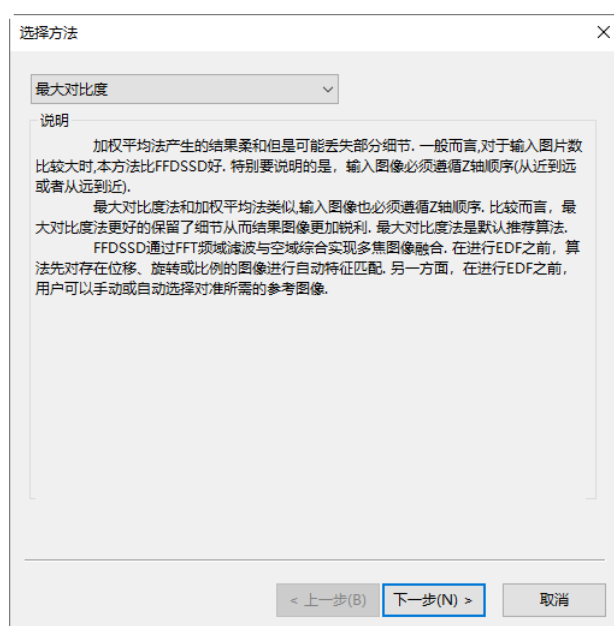 选择方法
最大对比度
说明
加权平均法产生的结果柔和但是可能丢失部分细节. 一般而言,对于输入图片数
比较大时,本方法比FFDSSD好. 特别要说明的是，输入图像必须遵循Z轴顺序(从近到远
或者从远到近).
最大对比度法和加权平均法类似,输入图像也必须遵循Z轴顺序. 比较而言，最
大对比度法更好的保留了细节从而结果图像更加锐利. 最大对比度法是默认推荐算法.
FFDSSD通过FFT频域滤波与空域综合实现多焦图像融合. 在进行EDF之前，算
法先对存在位移、旋转或比例的图像进行自动特征匹配. 另一方面，在进行EDF之前，
用户可以手动或自动选择对准所需的参考图像.
< 上一步(B) 下一步(N) > 取消